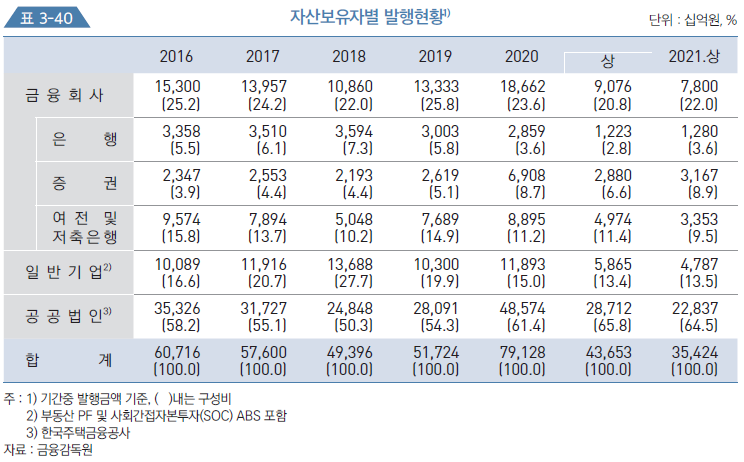 표 3-40
자산보유자별 발행현황1)
단위 : 십억원, %
2016 2017 2018 2019 2020 상 2021.상
금융회사 15,300 13,957 10,860 13,333 18,662 9,076 7,800
(25.2) (24.2) (22.0) (25.8) (23.6) (20.8) (22.0)
은 행 3,358 3,510 3,594 3,003 2,859 1,223 1,280
(5.5) (6.1) (7.3) (5.8) (3.6) (2.8) (3.6)
증 권 2,347 2,553 2,193 2,619 6,908 2,880 3,167
(3.9) (4.4) (4.4) (5.1) (8.7) (6.6) (8.9)
여전 및 9,574 7,894 5,048 7,689 8,895 4,974 3,353
저축은행 (15.8) (13.7) (10.2) (14.9) (11.2) (11.4) (9.5)
일반기업2) 10,089 11,916 13,688 10,300 11,893 5,865 4,787
(16.6) (20.7) (27.7) (19.9) (15.0) (13.4) (13.5)
공공법인3) 35,326 31,727 24,848 28,091 48,574 28,712 22,837
(58.2) (55.1) (50.3) (54.3) (61.4) (65.8) (64.5)
합 계 60,716 57,600 49,396 51,724 79,128 43,653 35,424
(100.0) (100.0) (100.0) (100.0) (100.0) (100.0) (100.0)
주 : 1) 기간중 발행금액 기준, ( )내는 구성비
2) 부동산 PF 및 사회간접자본투자(SOC) ABS 포함
3) 한국주택금융공사
자료 : 금융감독원